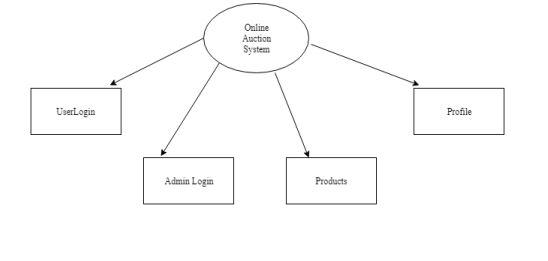 Online
Auction
System
UserLogin
Profile
Admin Login
Products